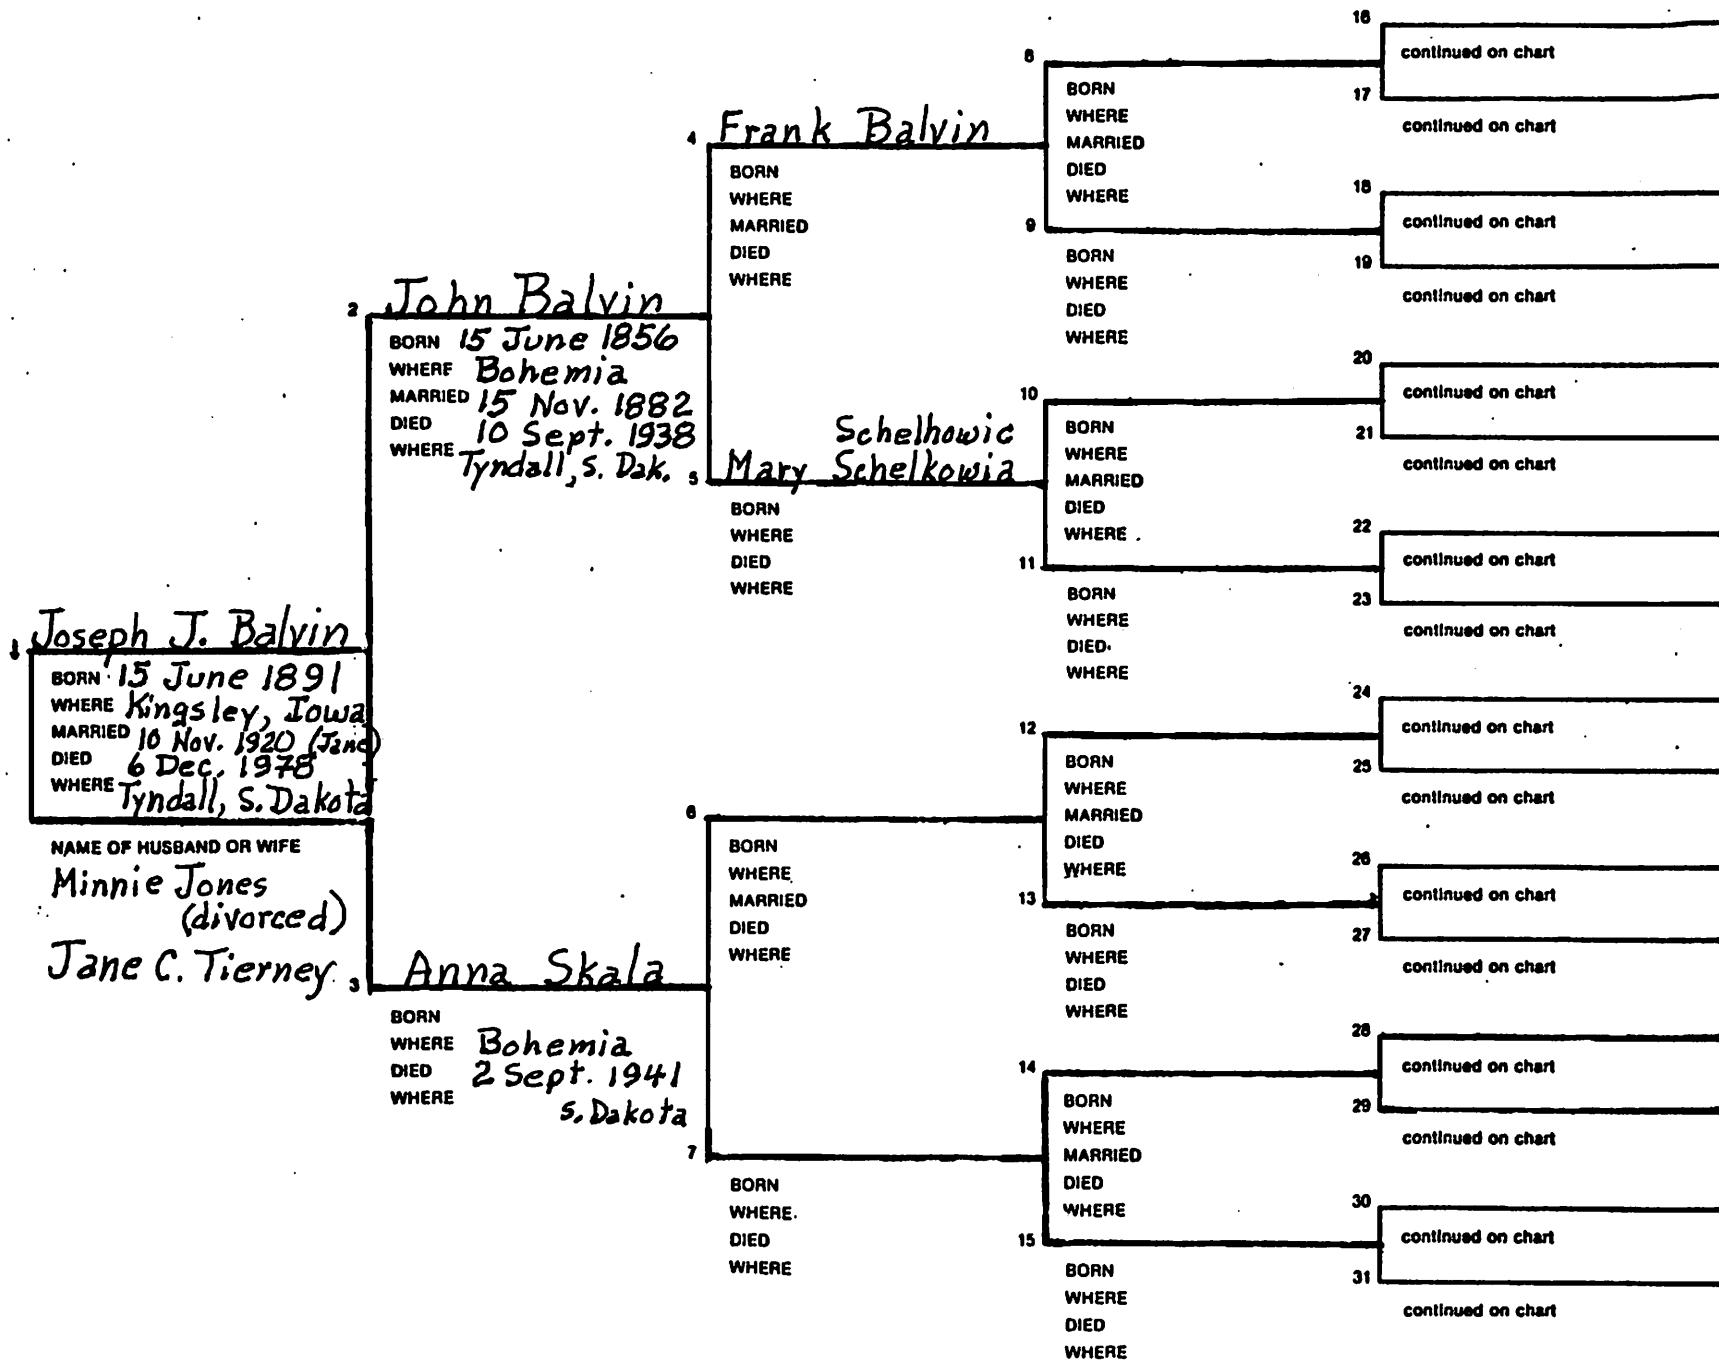 1 Joseph J. Balvin
BORN 15 June 1891
WHERE Kingsley, Iowa
MARRIED 10 Nov. 1920 (Jane)
DIED 6 Dec. 1978
WHERE Tyndall, S. Dakota
NAME OF HUSBAND OR WIFE
Minnie Jones
(divorced)
Jane C. Tierney
2 John Balvin
BORN 15 June 1856
WHERE Bohemia
MARRIED 15 Nov. 1882
DIED 10 Sept. 1938
WHERE Tyndall, S. Dak.
3 Anna Skala
BORN
WHERE Bohemia
DIED 2 Sept. 1941
WHERE S. Dakota
4 Frank Balvin
BORN
WHERE
MARRIED
DIED
WHERE
Schelhowic
5 Mary Schelkowia
BORN
WHERE
DIED
WHERE
6
BORN
WHERE
MARRIED
DIED
WHERE
7
BORN
WHERE
DIED
WHERE
8
BORN
WHERE
MARRIED
DIED
WHERE
9
BORN
WHERE
DIED
WHERE
10
BORN
WHERE
MARRIED
DIED
WHERE
11
BORN
WHERE
DIED
WHERE
12
BORN
WHERE
MARRIED
DIED
WHERE
13
BORN
WHERE
DIED
WHERE
14
BORN
WHERE
MARRIED
DIED
WHERE
15
BORN
WHERE
DIED
WHERE
16
continued on chart
17
continued on chart
18
continued on chart
19
continued on chart
20
continued on chart
21
continued on chart
22
continued on chart
23
continued on chart
24
continued on chart
25
continued on chart
26
continued on chart
27
continued on chart
28
continued on chart
29
continued on chart
30
continued on chart
31
continued on chart